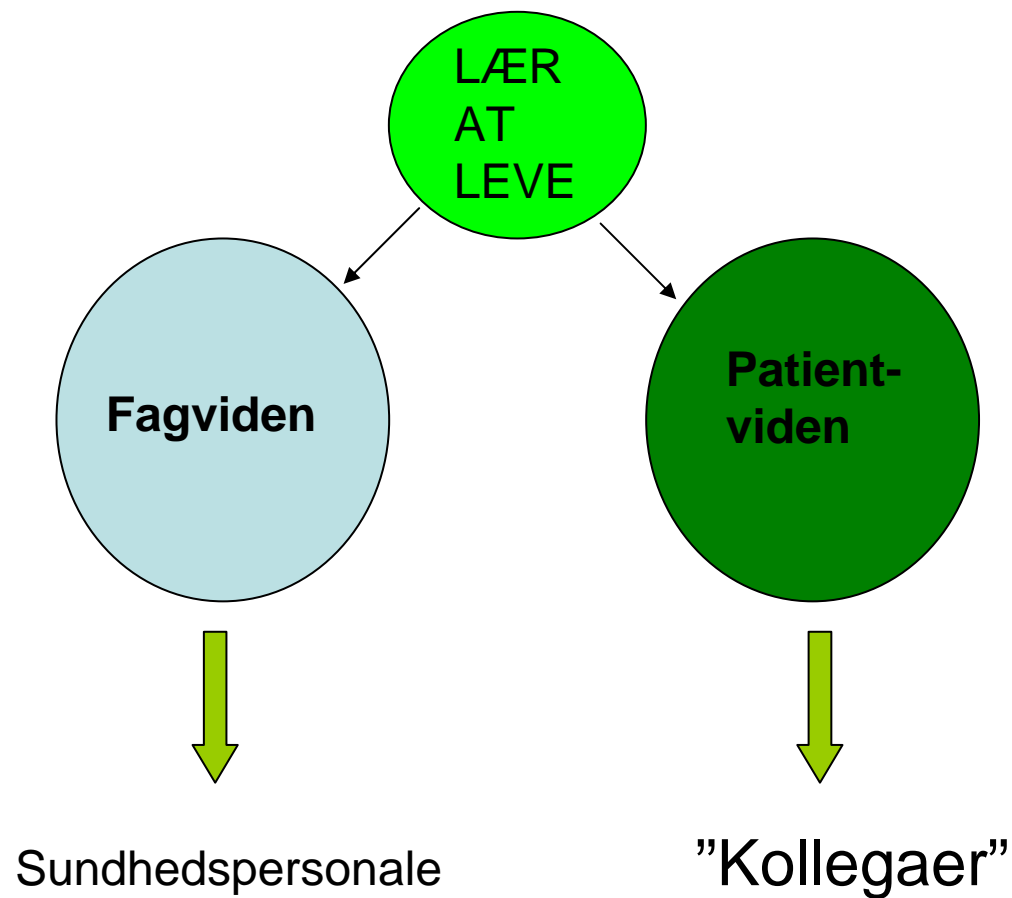 LÆR
AT
LEVE
Fagviden
Patient-
viden
Sundhedspersonale
”Kollegaer”